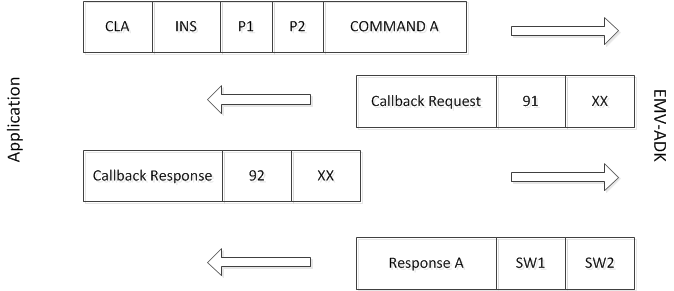 CLA INS P1 P2 COMMAND A
Application
EMV-ADK
Callback Request 91 XX
Callback Response 92 XX
Response A SW1 SW2